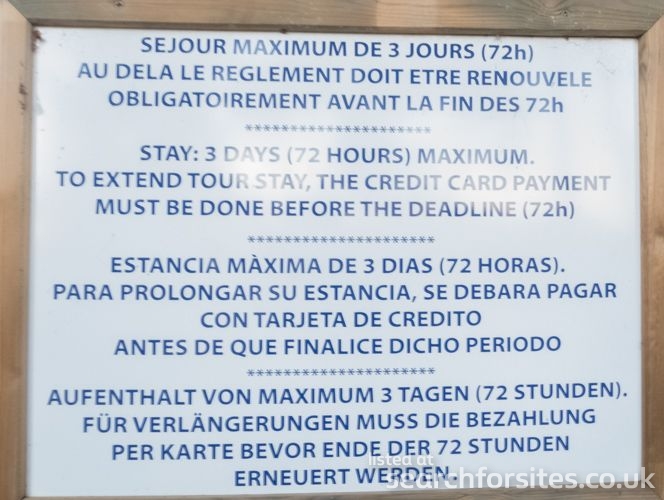 SEJOUR MAXIMUM DE 3 JOURS (72h)
AU DELA LE REGLEMENT DOIT ETRE RENOUVELE
OBLIGATOIREMENT AVANT LA FIN DES 72h
*********************
STAY: 3 DAYS (72 HOURS) MAXIMUM.
TO EXTEND TOUR STAY, THE CREDIT CARD PAYMENT
MUST BE DONE BEFORE THE DEADLINE (72h)
*********************
ESTANCIA MÀXIMA DE 3 DIAS (72 HORAS).
PARA PROLONGAR SU ESTANCIA, SE DEBARA PAGAR
CON TARJETA DE CREDITO
ANTES DE QUE FINALICE DICHO PERIODO
*********************
AUFENTHALT VON MAXIMUM 3 TAGEN (72 STUNDEN).
FÜR VERLÄNGERUNGEN MUSS DIE BEZAHLUNG
PER KARTE BEVOR ENDE DER 72 STUNDEN
ERNEUERT WERDEN.
listed at
searchforsites.co.uk